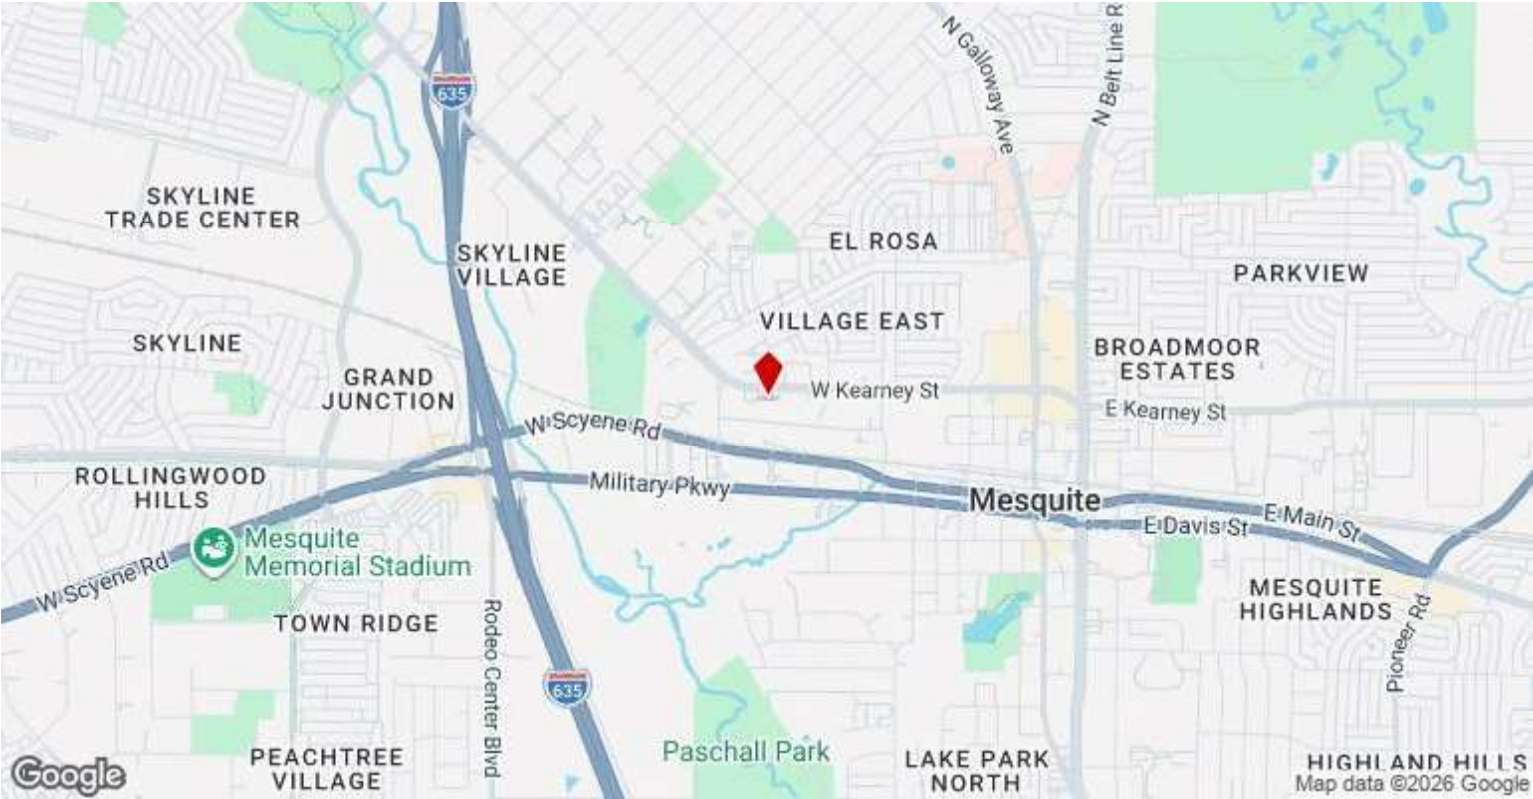 N Galloway Ave
N Belt Line R
635
SKYLINE
TRADE CENTER
SKYLINE
VILLAGE
EL ROSA
PARKVIEW
VILLAGE EAST
SKYLINE
BROADMOOR
ESTATES
GRAND
JUNCTION
W Kearney St
E Kearney St
W Scyene Rd
ROLLINGWOOD
HILLS
Military Pkwy
Mesquite
E Main St
E Davis St
Mesquite
Memorial Stadium
W Scyene Rd
MESQUITE
HIGHLANDS
TOWN RIDGE
Rodeo Center Blvd
Pioneer Rd
635
PEACHTREE
VILLAGE
Paschall Park
LAKE PARK
NORTH
HIGHLAND HILLS
Google
Map data ©2026 Google